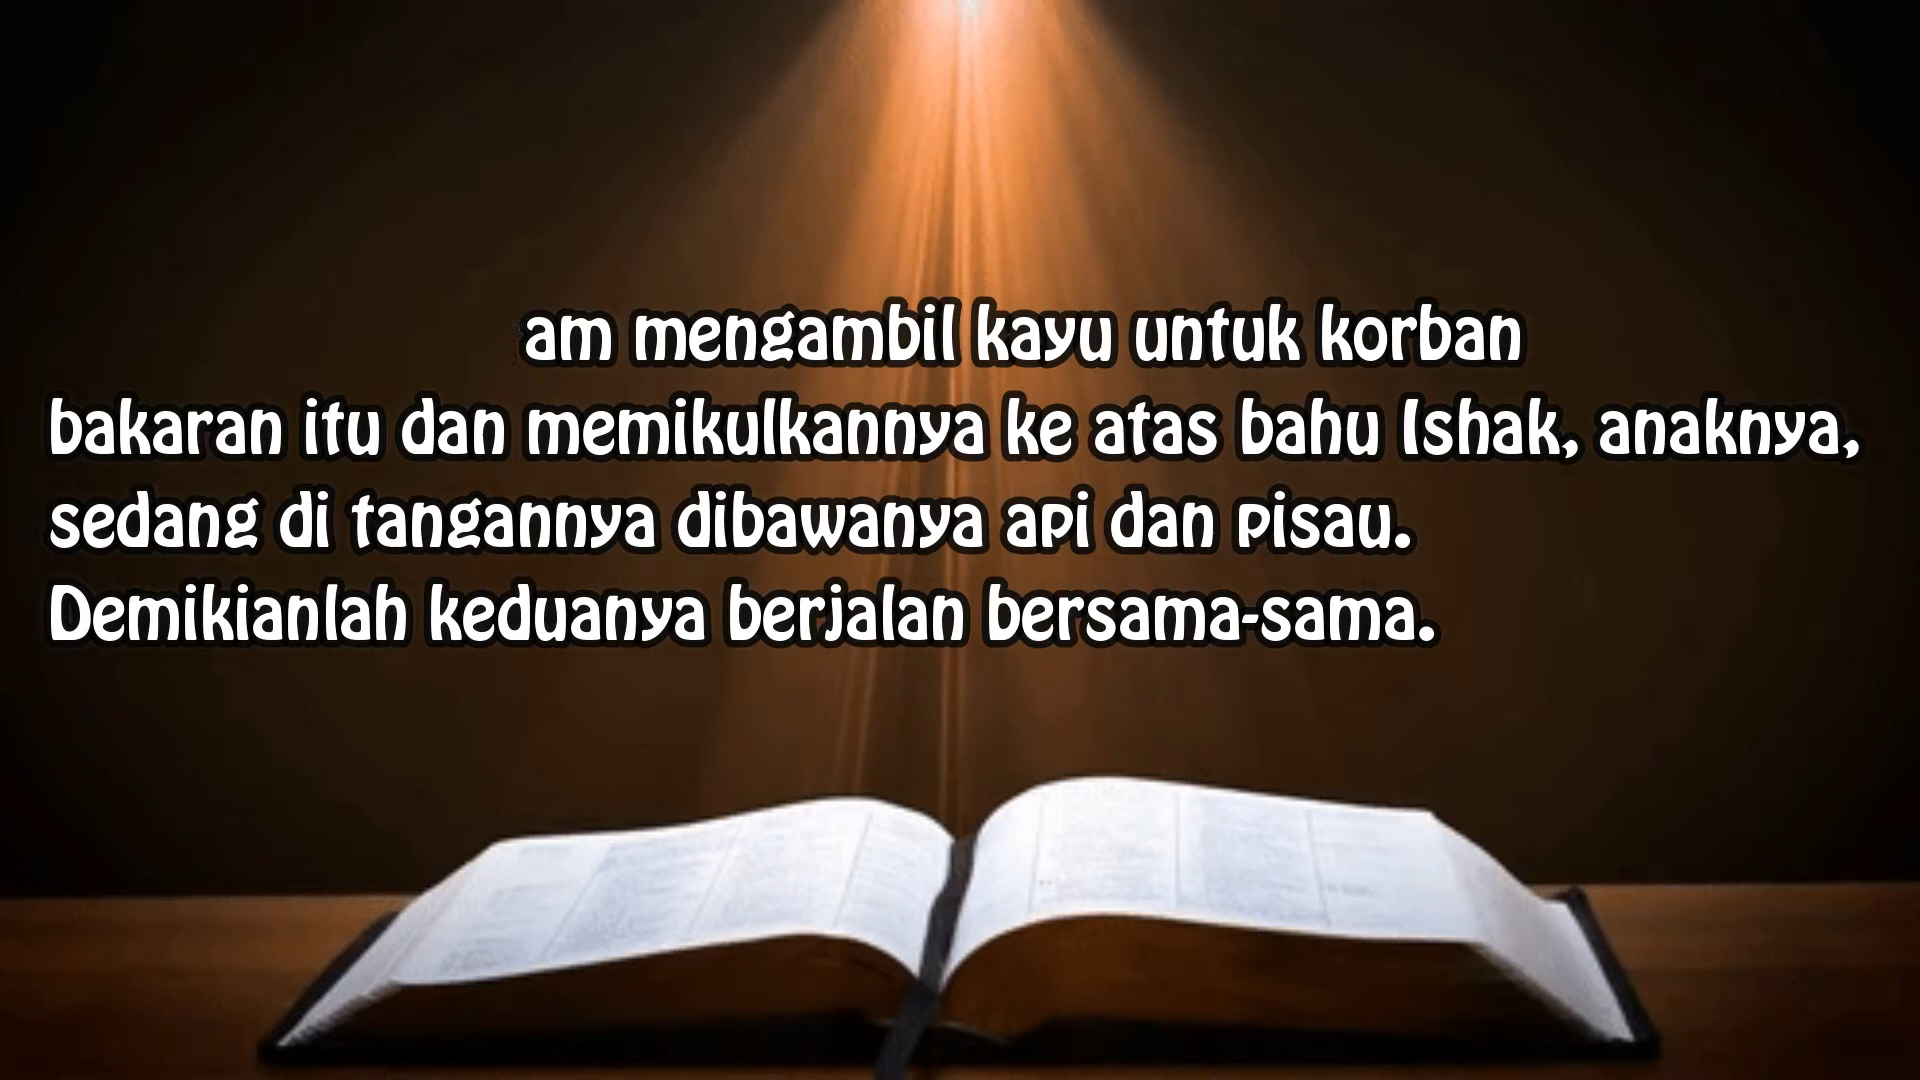 am mengambil kayu untuk korban
bakaran itu dan memikulkannya ke atas bahu Ishak, anaknya,
sedang di tangannya dibawanya api dan pisau.
Demikianlah keduanya berjalan bersama-sama.